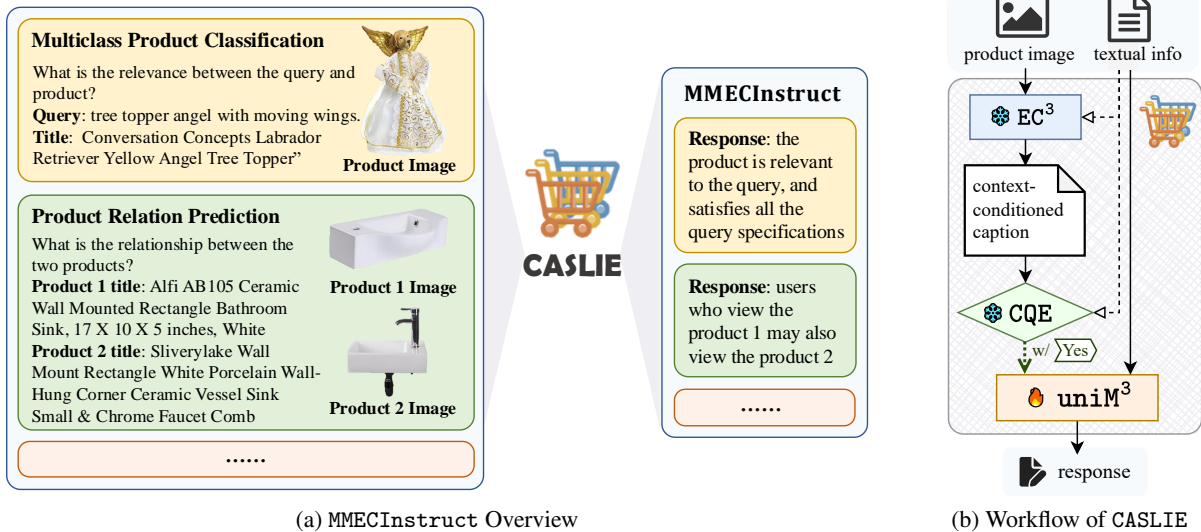 Multiclass Product Classification
What is the relevance between the query and
product?
Query: tree topper angel with moving wings.
Title: Conversation Concepts Labrador
Retriever Yellow Angel Tree Topper”
Product Image
Product Relation Prediction
What is the relationship between the
two products?
Product 1 title: Alfi AB105 Ceramic
Wall Mounted Rectangle Bathroom
Sink, 17 X 10 X 5 inches, White
Product 2 title: Sliverylake Wall
Mount Rectangle White Porcelain Wall-
Hung Corner Ceramic Vessel Sink
Small & Chrome Faucet Comb
Product 1 Image
Product 2 Image
......
CASLIE
MMECInstruct
Response: the
product is relevant
to the query, and
satisfies all the
query specifications
Response: users
who view the
product 1 may also
view the product 2
......
(a) MMECInstruct Overview
product image
textual info
EC³
context-
conditioned
caption
CQE
w/ Yes
uniM³
response
(b) Workflow of CASLIE